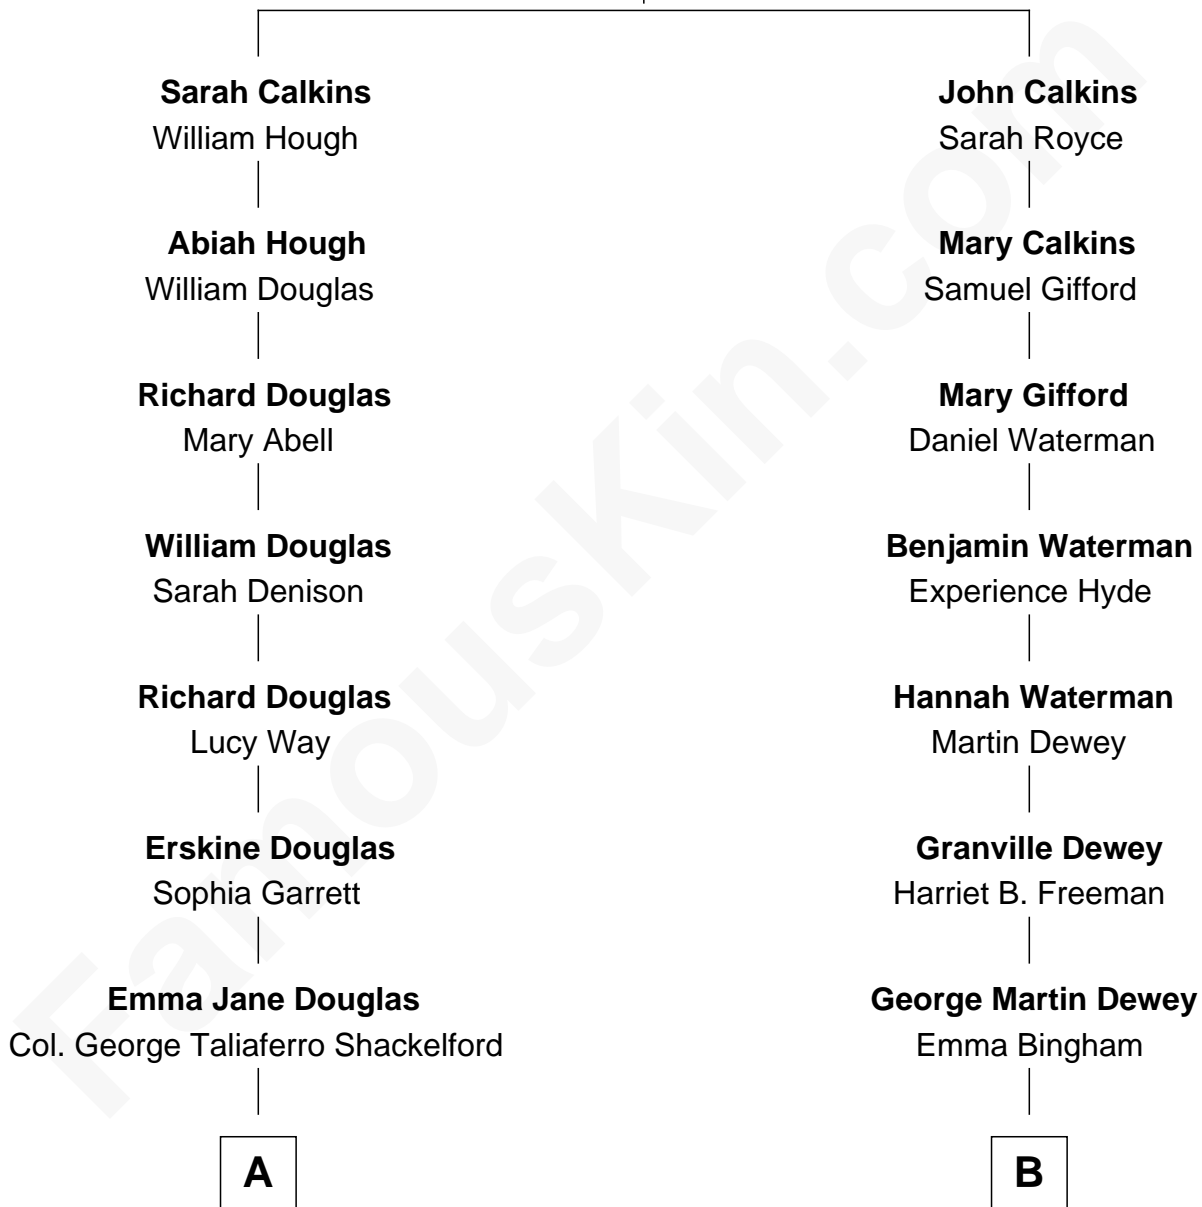 Sarah Calkins
William Hough
Abiah Hough
William Douglas
Richard Douglas
Mary Abell
William Douglas
Sarah Denison
Richard Douglas
Lucy Way
Erskine Douglas
Sophia Garrett
Emma Jane Douglas
Col. George Taliaferro Shackelford
A
John Calkins
Sarah Royce
Mary Calkins
Samuel Gifford
Mary Gifford
Daniel Waterman
Benjamin Waterman
Experience Hyde
Hannah Waterman
Martin Dewey
Granville Dewey
Harriet B. Freeman
George Martin Dewey
Emma Bingham
B
FamousKin.com